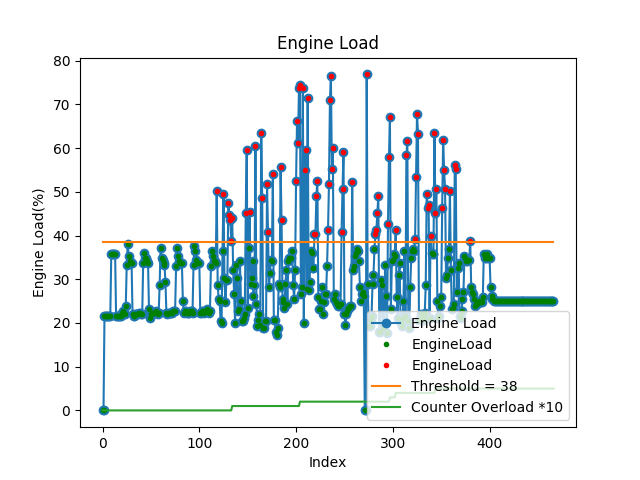 Engine Load
80
70
60
50
40
30
20
10
0
Engine Load(%)
0 100 200 300 400
Index
Engine Load
EngineLoad
EngineLoad
Threshold = 38
Counter Overload *10